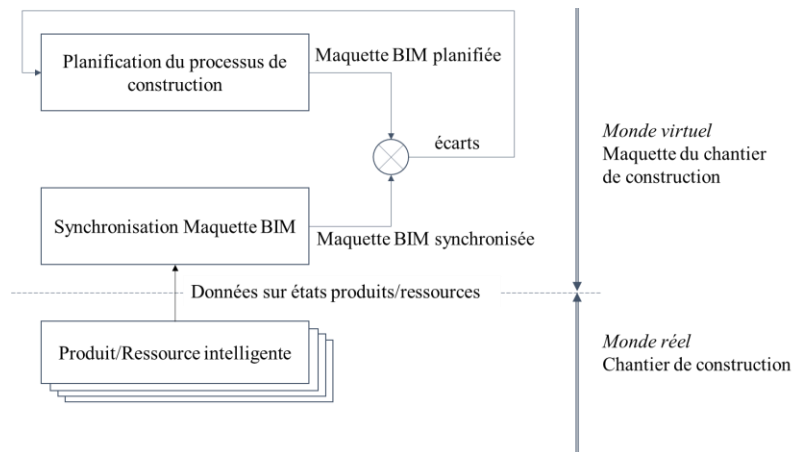 Planification du processus de
construction
Maquette BIM planifiée
écarts
Monde virtuel
Maquette du chantier
de construction
Synchronisation Maquette BIM
Maquette BIM synchronisée
Données sur états produits/ressources
Produit/Ressource intelligente
Monde réel
Chantier de construction